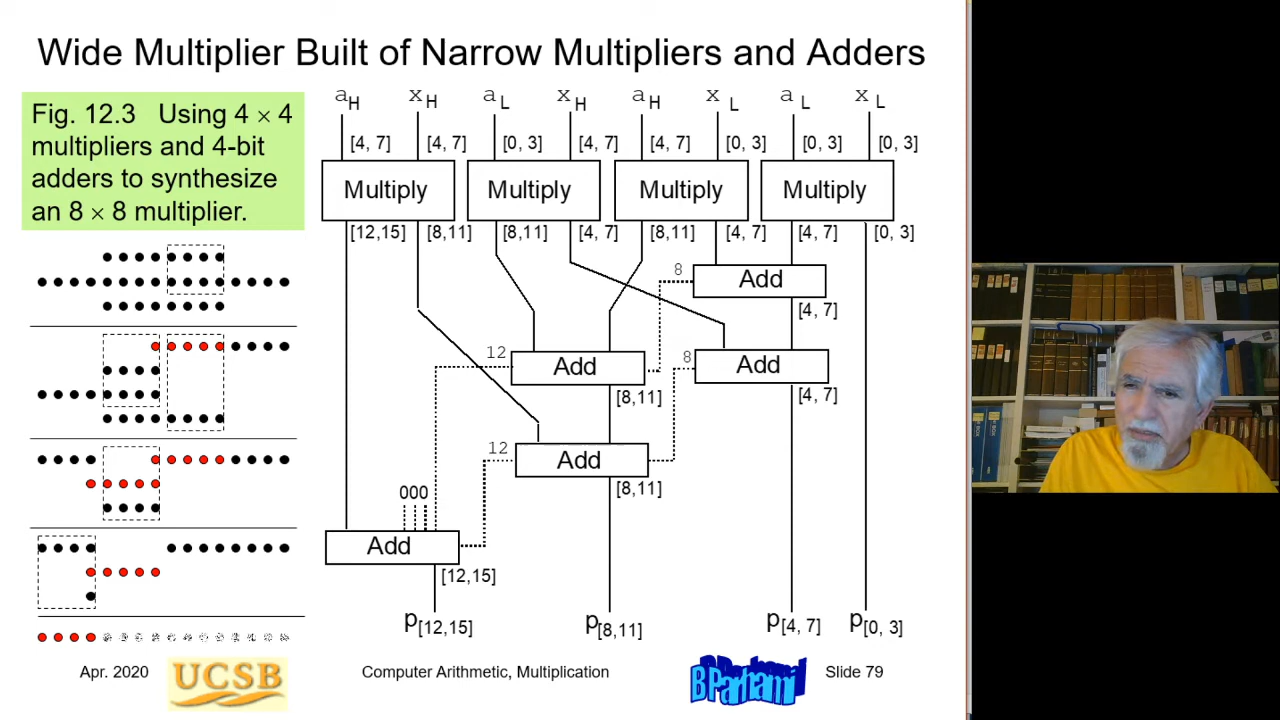 Wide Multiplier Built of Narrow Multipliers and Adders
Fig. 12.3 Using 4 × 4
multipliers and 4-bit
adders to synthesize
an 8 × 8 multiplier.
aH xH aL xH aH xL aL xL
[4, 7] [4, 7] [0, 3] [4, 7] [4, 7] [0, 3] [0, 3] [0, 3]
Multiply Multiply Multiply Multiply
[12,15] [8,11] [8,11] [4, 7] [8,11] [4, 7] [4, 7] [0, 3]
8
Add
[4, 7]
12 Add 8 Add
[8,11] [4, 7]
12 Add
[8,11]
000
Add
[12,15]
p[12,15] p[8,11] p[4, 7] p[0, 3]
Apr. 2020 UCSB Computer Arithmetic, Multiplication B Parhami Slide 79